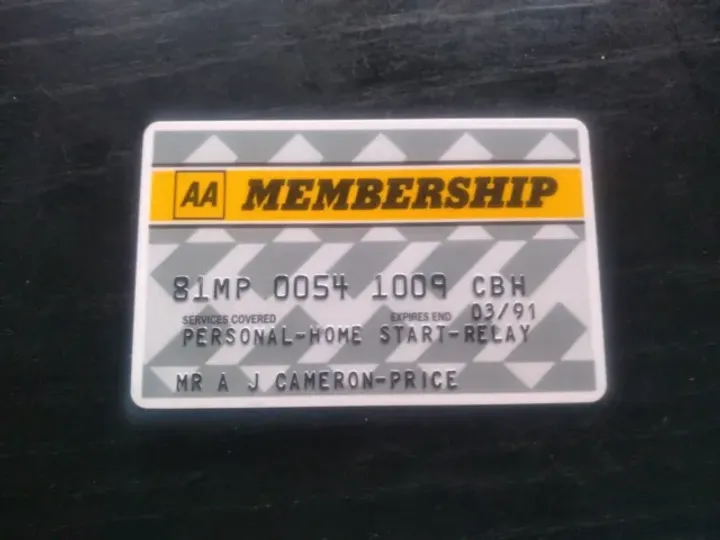 AA MEMBERSHIP
81MP 0054 1009 CBH
SERVICES COVERED EXPIRES END 03/91
PERSONAL-HOME START-RELAY
MR A J CAMERON-PRICE